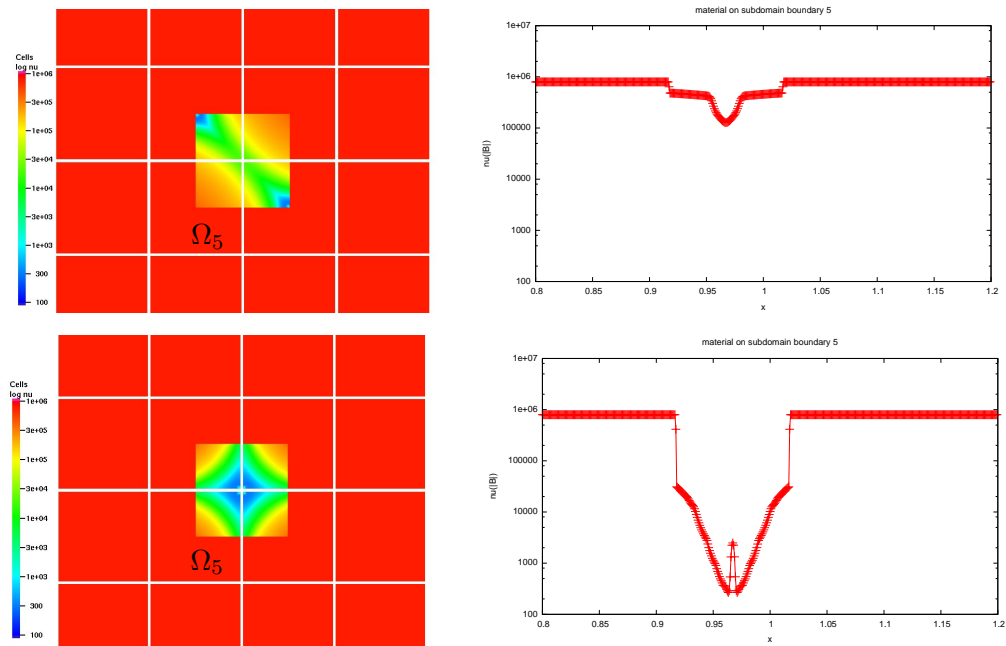 Cells
log nu
1e+06
3e+05
1e+05
3e+04
1e+04
3e+03
1e+03
300
100
Ω5
material on subdomain boundary 5
nu(|B|)
1e+07
1e+06
100000
10000
1000
100
0.8 0.85 0.9 0.95 1 1.05 1.1 1.15 1.2
x
Cells
log nu
1e+06
3e+05
1e+05
3e+04
1e+04
3e+03
1e+03
300
100
Ω5
material on subdomain boundary 5
nu(|B|)
1e+07
1e+06
100000
10000
1000
100
0.8 0.85 0.9 0.95 1 1.05 1.1 1.15 1.2
x